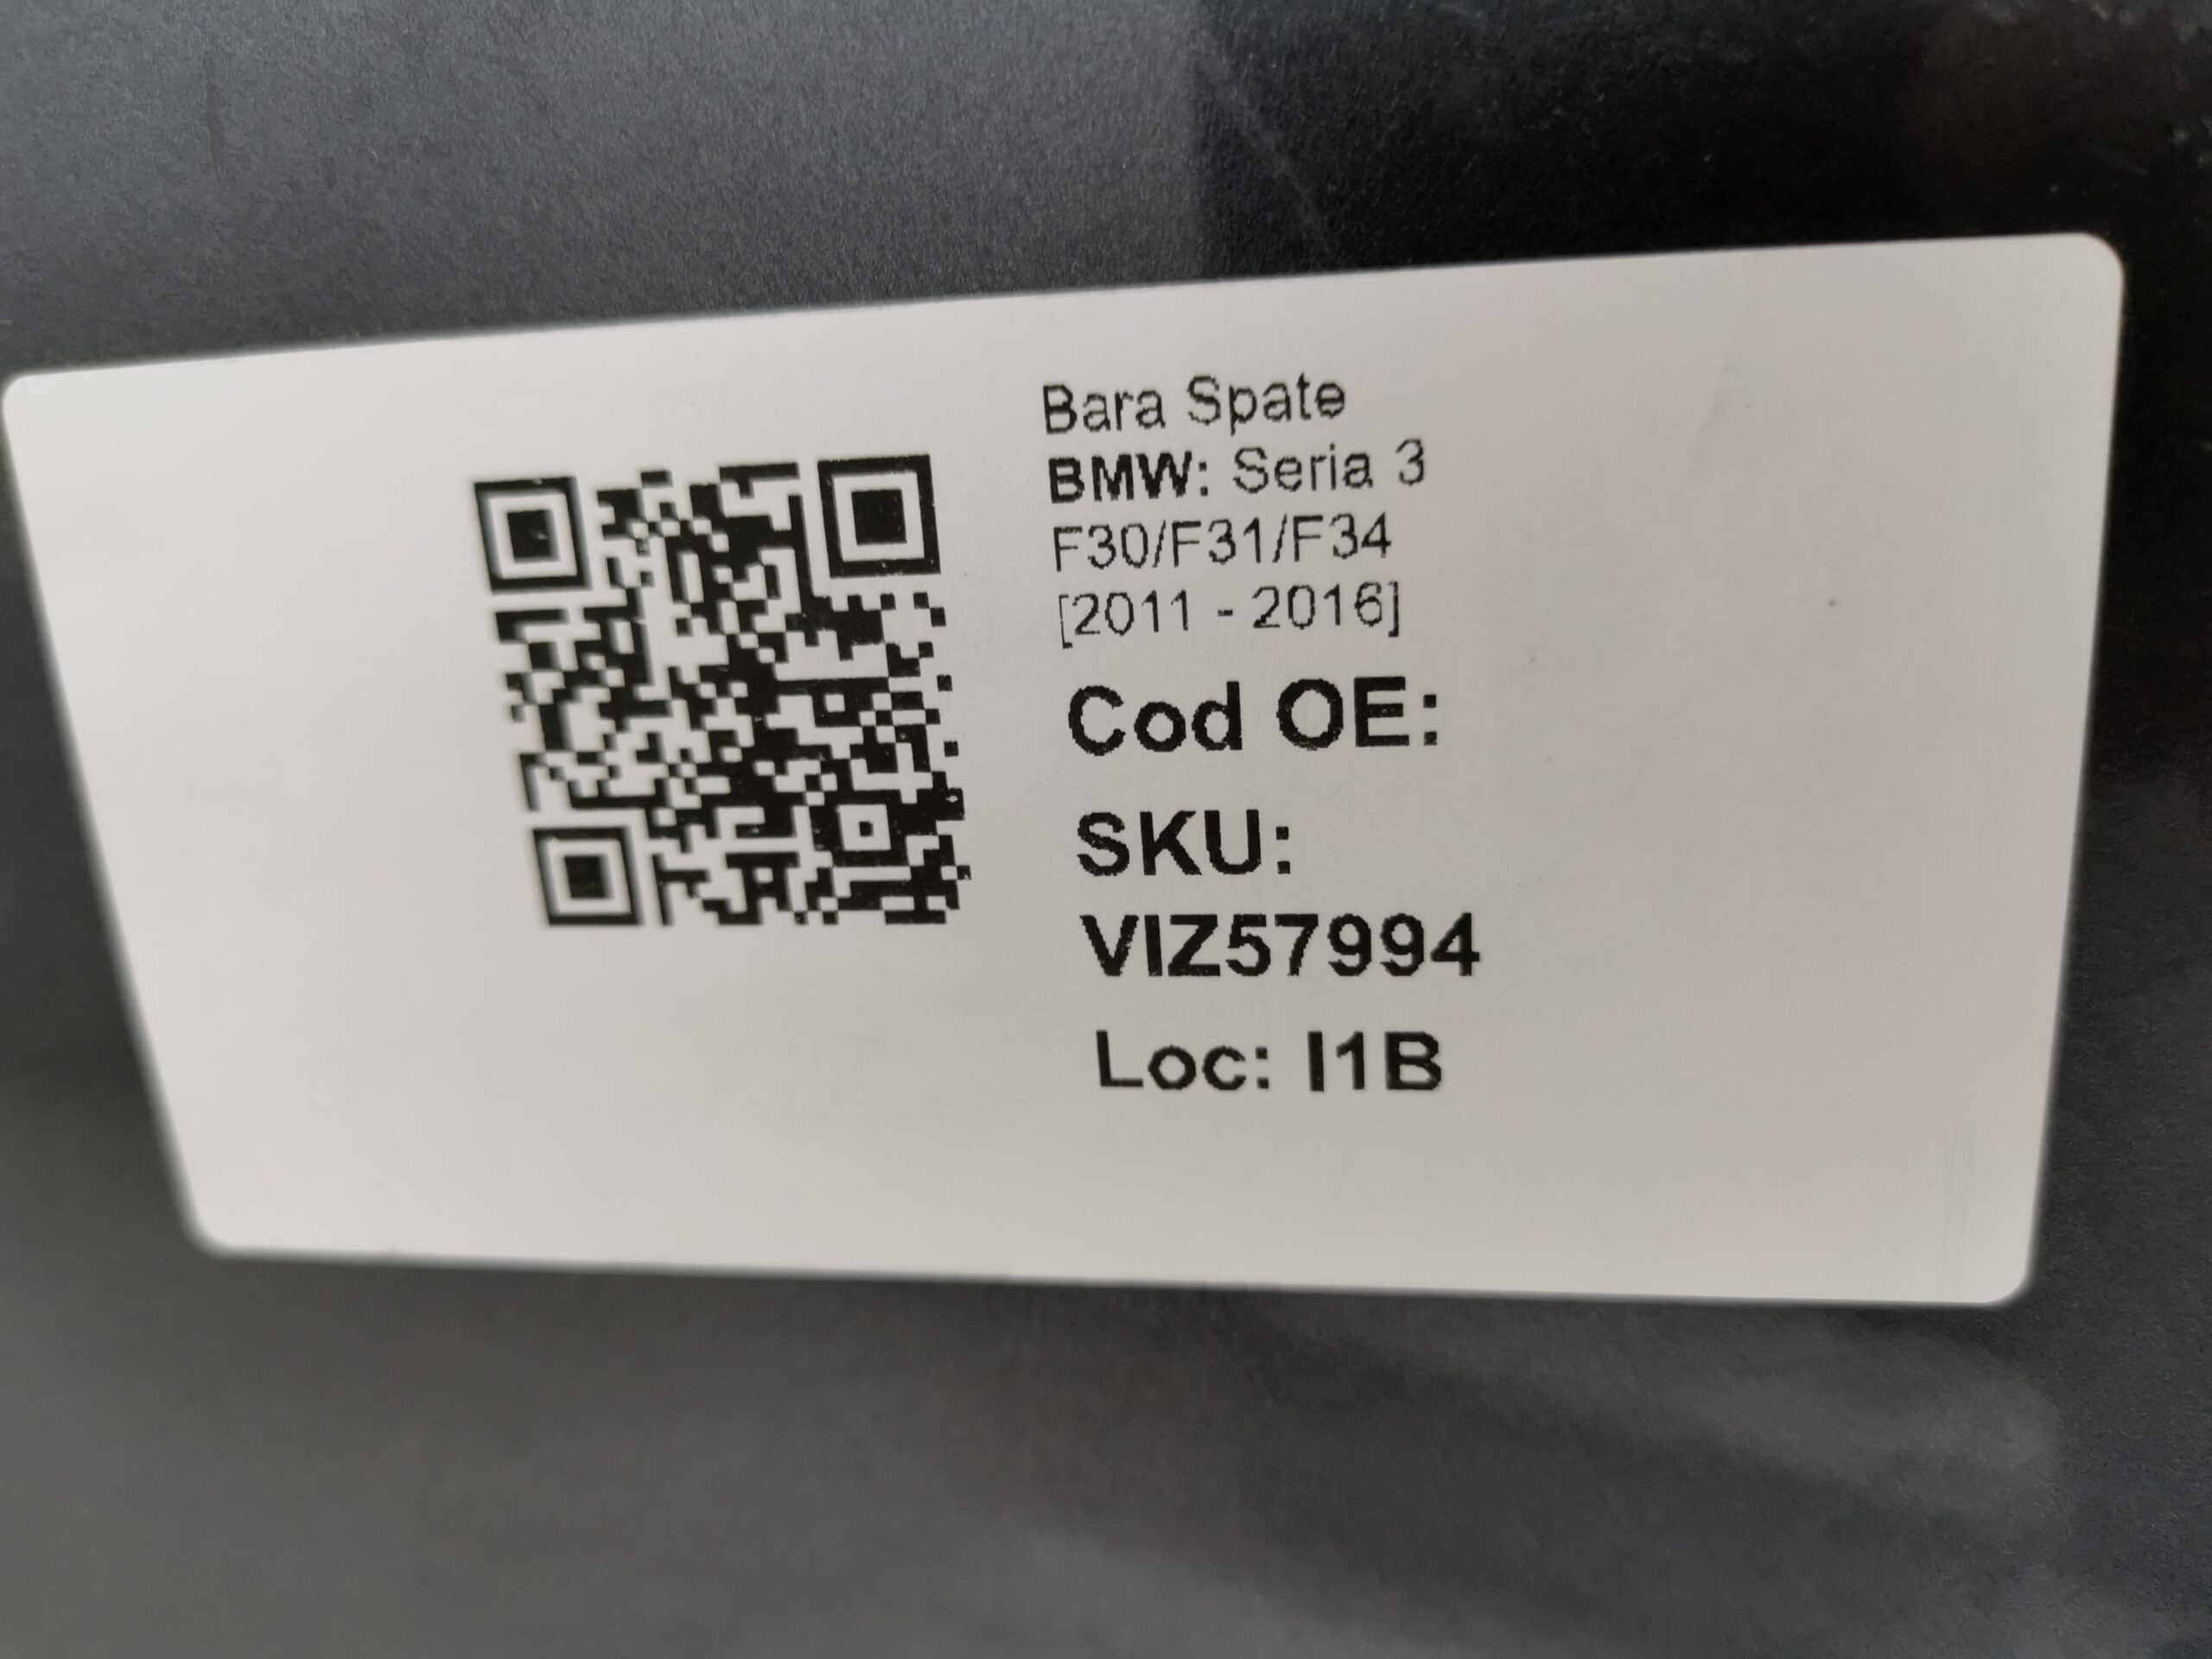 Bara Spate
BMW: Seria 3
F30/F31/F34
[2011 - 2016]
Cod OE:
SKU:
VIZ57994
Loc: I1B